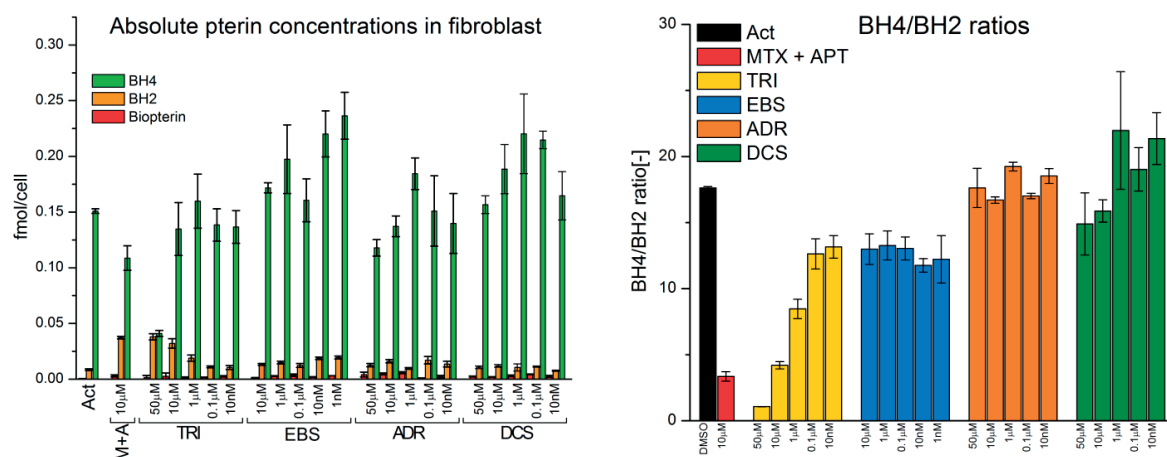 Absolute pterin concentrations in fibroblast
0.30
0.25
0.20
0.15
0.10
0.05
0.00
fmol/cell
BH4
BH2
Biopterin
Act
10μM
50μM
10μM
1μM
0.1μM
10nM
10μM
1μM
0.1μM
10nM
1nM
50μM
10μM
1μM
0.1μM
10nM
50μM
10μM
1μM
0.1μM
10nM
M+A
TRI
EBS
ADR
DCS
BH4/BH2 ratios
30
20
10
0
BH4/BH2 ratio[-]
Act
MTX + APT
TRI
EBS
ADR
DCS
DMSO
10μM
50μM
10μM
1μM
0.1μM
10nM
10μM
1μM
0.1μM
10nM
1nM
50μM
10μM
1μM
0.1μM
10nM
50μM
10μM
1μM
0.1μM
10nM